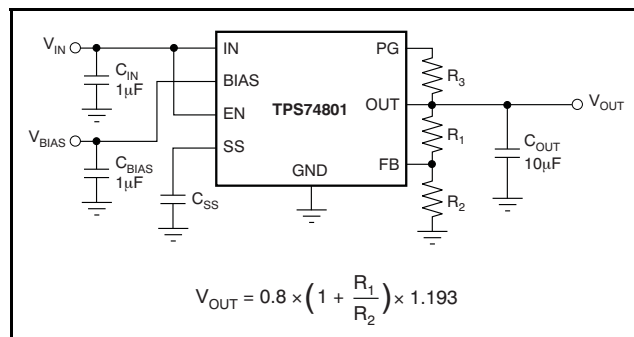 V_IN
C_IN
1µF
V_BIAS
C_BIAS
1µF
C_SS
IN
BIAS
EN
SS
TPS74801
GND
PG
OUT
FB
R_3
R_1
R_2
V_OUT
C_OUT
10µF
V_OUT = 0.8 × (1 + R_1/R_2) × 1.193